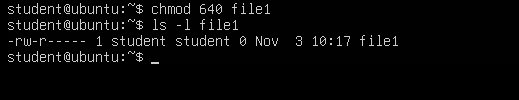 student@ubuntu:~$ chmod 640 file1
student@ubuntu:~$ ls -l file1
-rw-r----- 1 student student 0 Nov  3 10:17 file1
student@ubuntu:~$ _